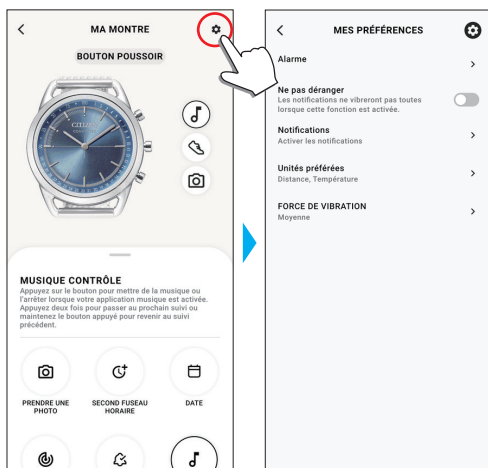 MA MONTRE
BOUTON POUSSOIR
CITIZEN
MUSIQUE CONTRÔLE
Appuyez sur le bouton pour mettre de la musique ou
l'arrêter lorsque votre application musique est activée.
Appuyez deux fois pour passer au prochain suivi ou
maintenez le bouton appuyé pour revenir au suivi
précédent.
PRENDRE UNE
PHOTO
SECOND FUSEAU
HORAIRE
DATE
MES PRÉFÉRENCES
Alarme
Ne pas déranger
Les notifications ne vibreront pas toutes
lorsque cette fonction est activée.
Notifications
Activer les notifications
Unités préférées
Distance, Température
FORCE DE VIBRATION
Moyenne